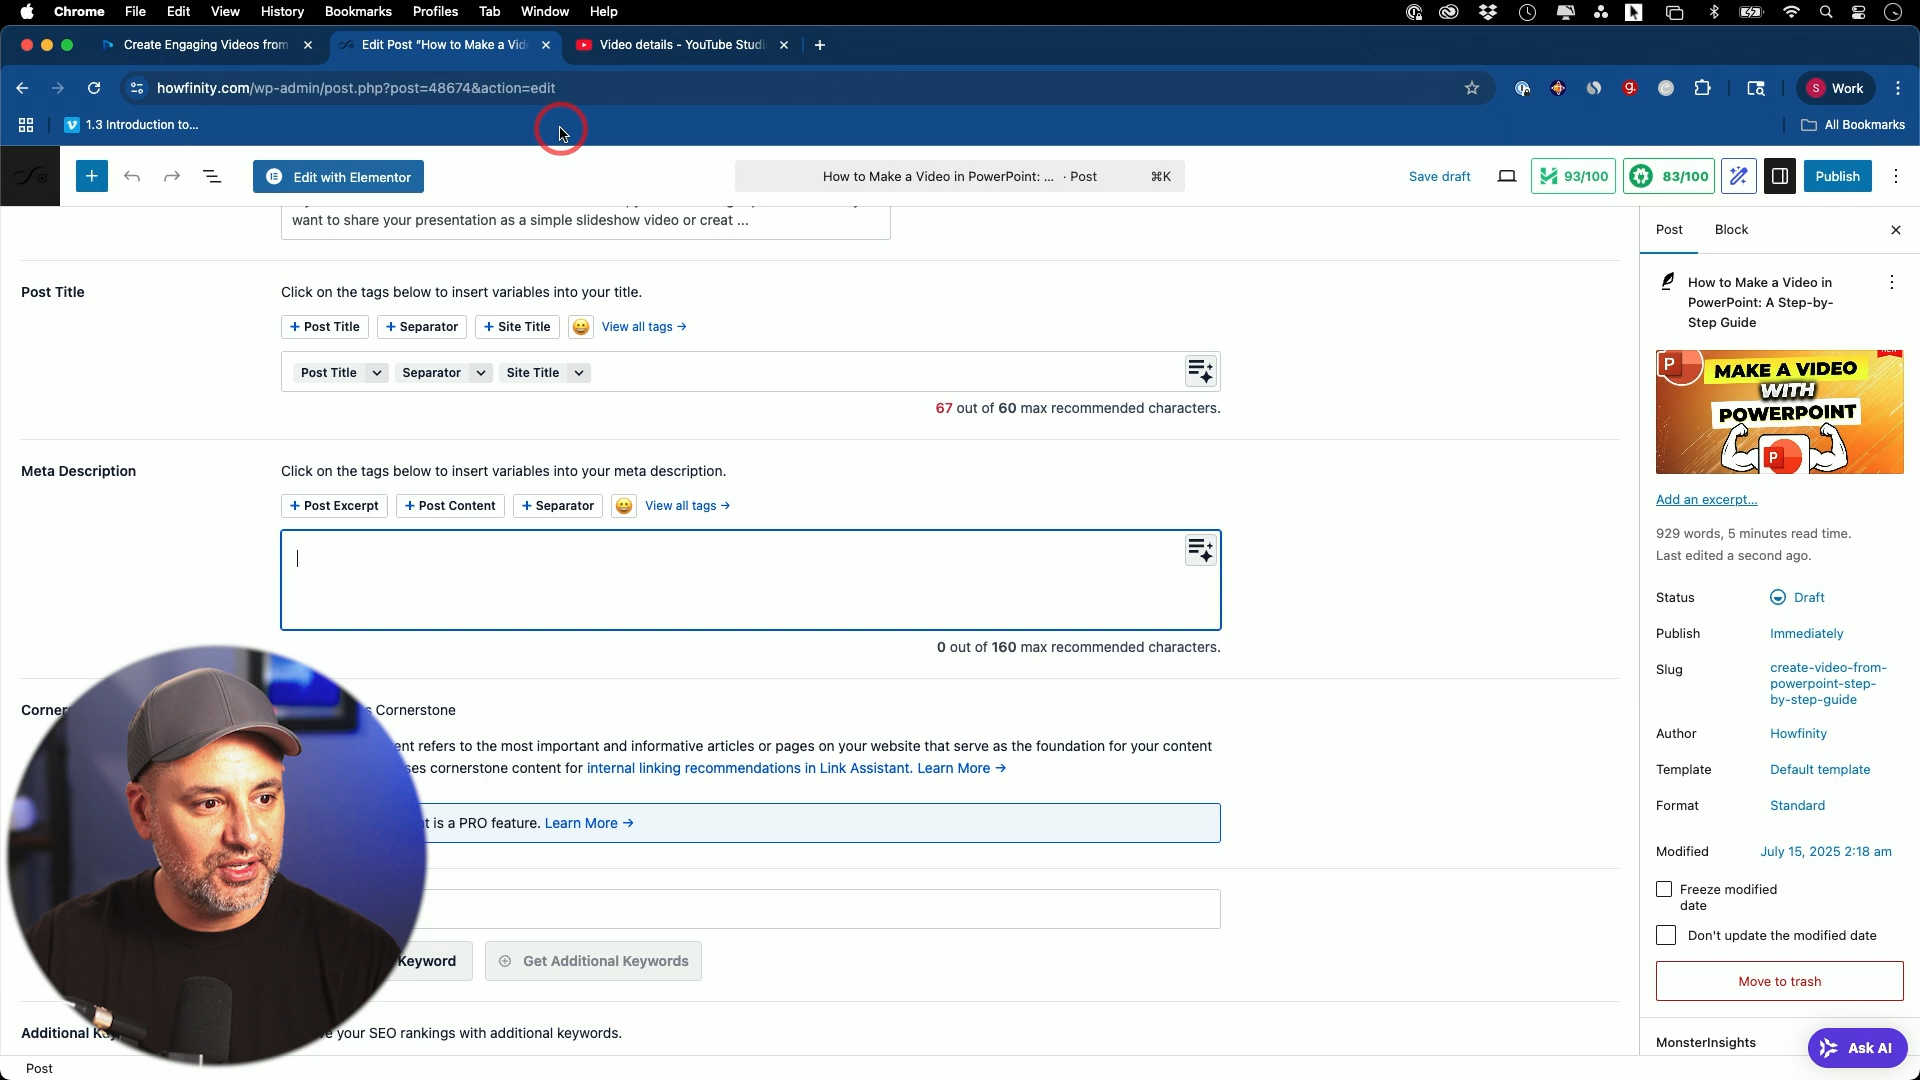 Chrome File Edit View History Bookmarks Profiles Tab Window Help
Create Engaging Videos from
Edit Post "How to Make a Vid
Video details - YouTube Studi
howfinity.com/wp-admin/post.php?post=48674&action=edit
Work
1.3 Introduction to...
All Bookmarks
Edit with Elementor
How to Make a Video in PowerPoint: ... · Post ⌘K
Save draft
93/100
83/100
Publish
want to share your presentation as a simple slideshow video or creat ...
Post Title
Click on the tags below to insert variables into your title.
+ Post Title
+ Separator
+ Site Title
View all tags →
Post Title
Separator
Site Title
67 out of 60 max recommended characters.
Meta Description
Click on the tags below to insert variables into your meta description.
+ Post Excerpt
+ Post Content
+ Separator
View all tags →
0 out of 160 max recommended characters.
Corner
Cornerstone
ent refers to the most important and informative articles or pages on your website that serve as the foundation for your content
ses cornerstone content for internal linking recommendations in Link Assistant. Learn More →
t is a PRO feature. Learn More →
Keyword
Get Additional Keywords
Additional K
your SEO rankings with additional keywords.
Post
Post
Block
How to Make a Video in
PowerPoint: A Step-by-
Step Guide
P
MAKE A VIDEO
WITH
POWERPOINT
P
Add an excerpt...
929 words, 5 minutes read time.
Last edited a second ago.
Status
Draft
Publish
Immediately
Slug
create-video-from-
powerpoint-step-
by-step-guide
Author
Howfinity
Template
Default template
Format
Standard
Modified
July 15, 2025 2:18 am
Freeze modified
date
Don't update the modified date
Move to trash
MonsterInsights
Ask AI